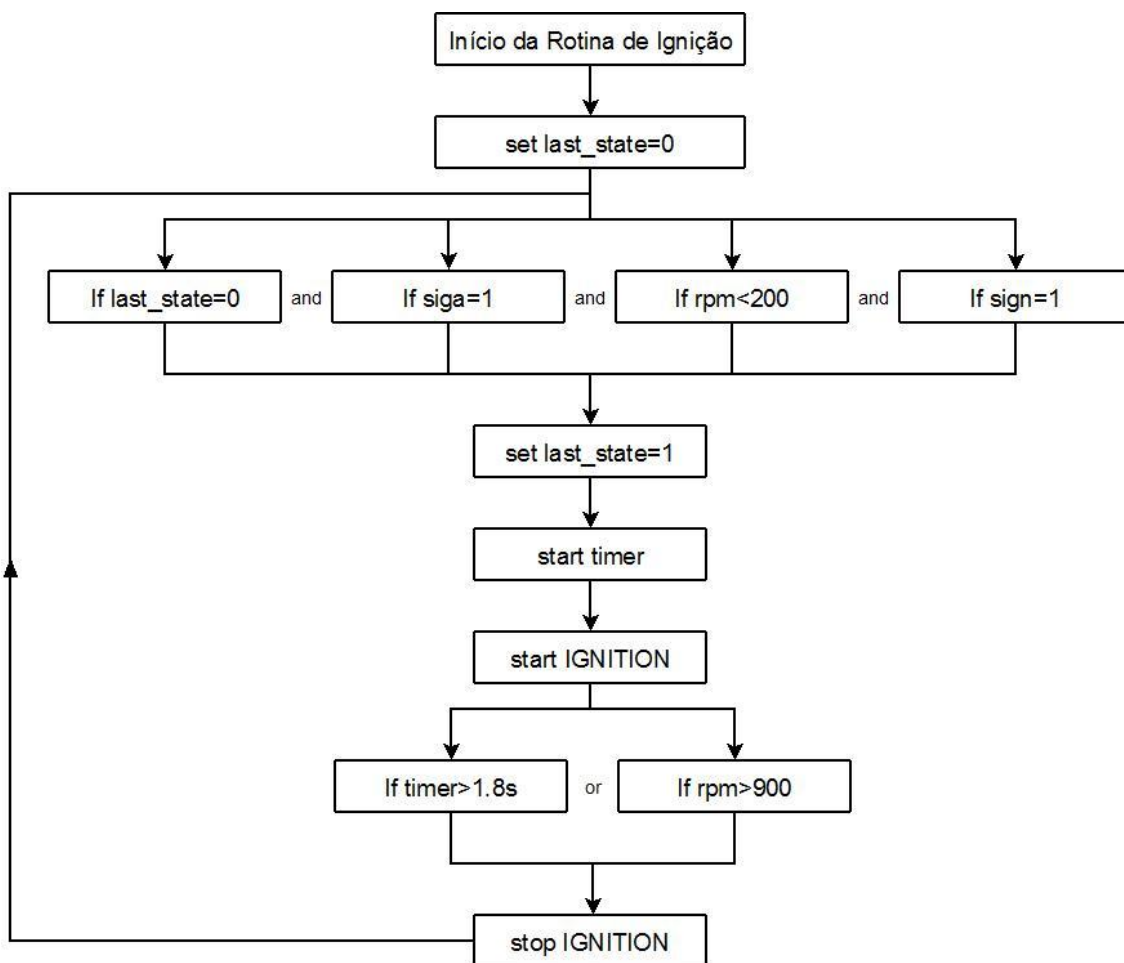 Início da Rotina de Ignição
set last_state=0
If last_state=0 and If siga=1 and If rpm<200 and If sign=1
set last_state=1
start timer
start IGNITION
If timer>1.8s or If rpm>900
stop IGNITION